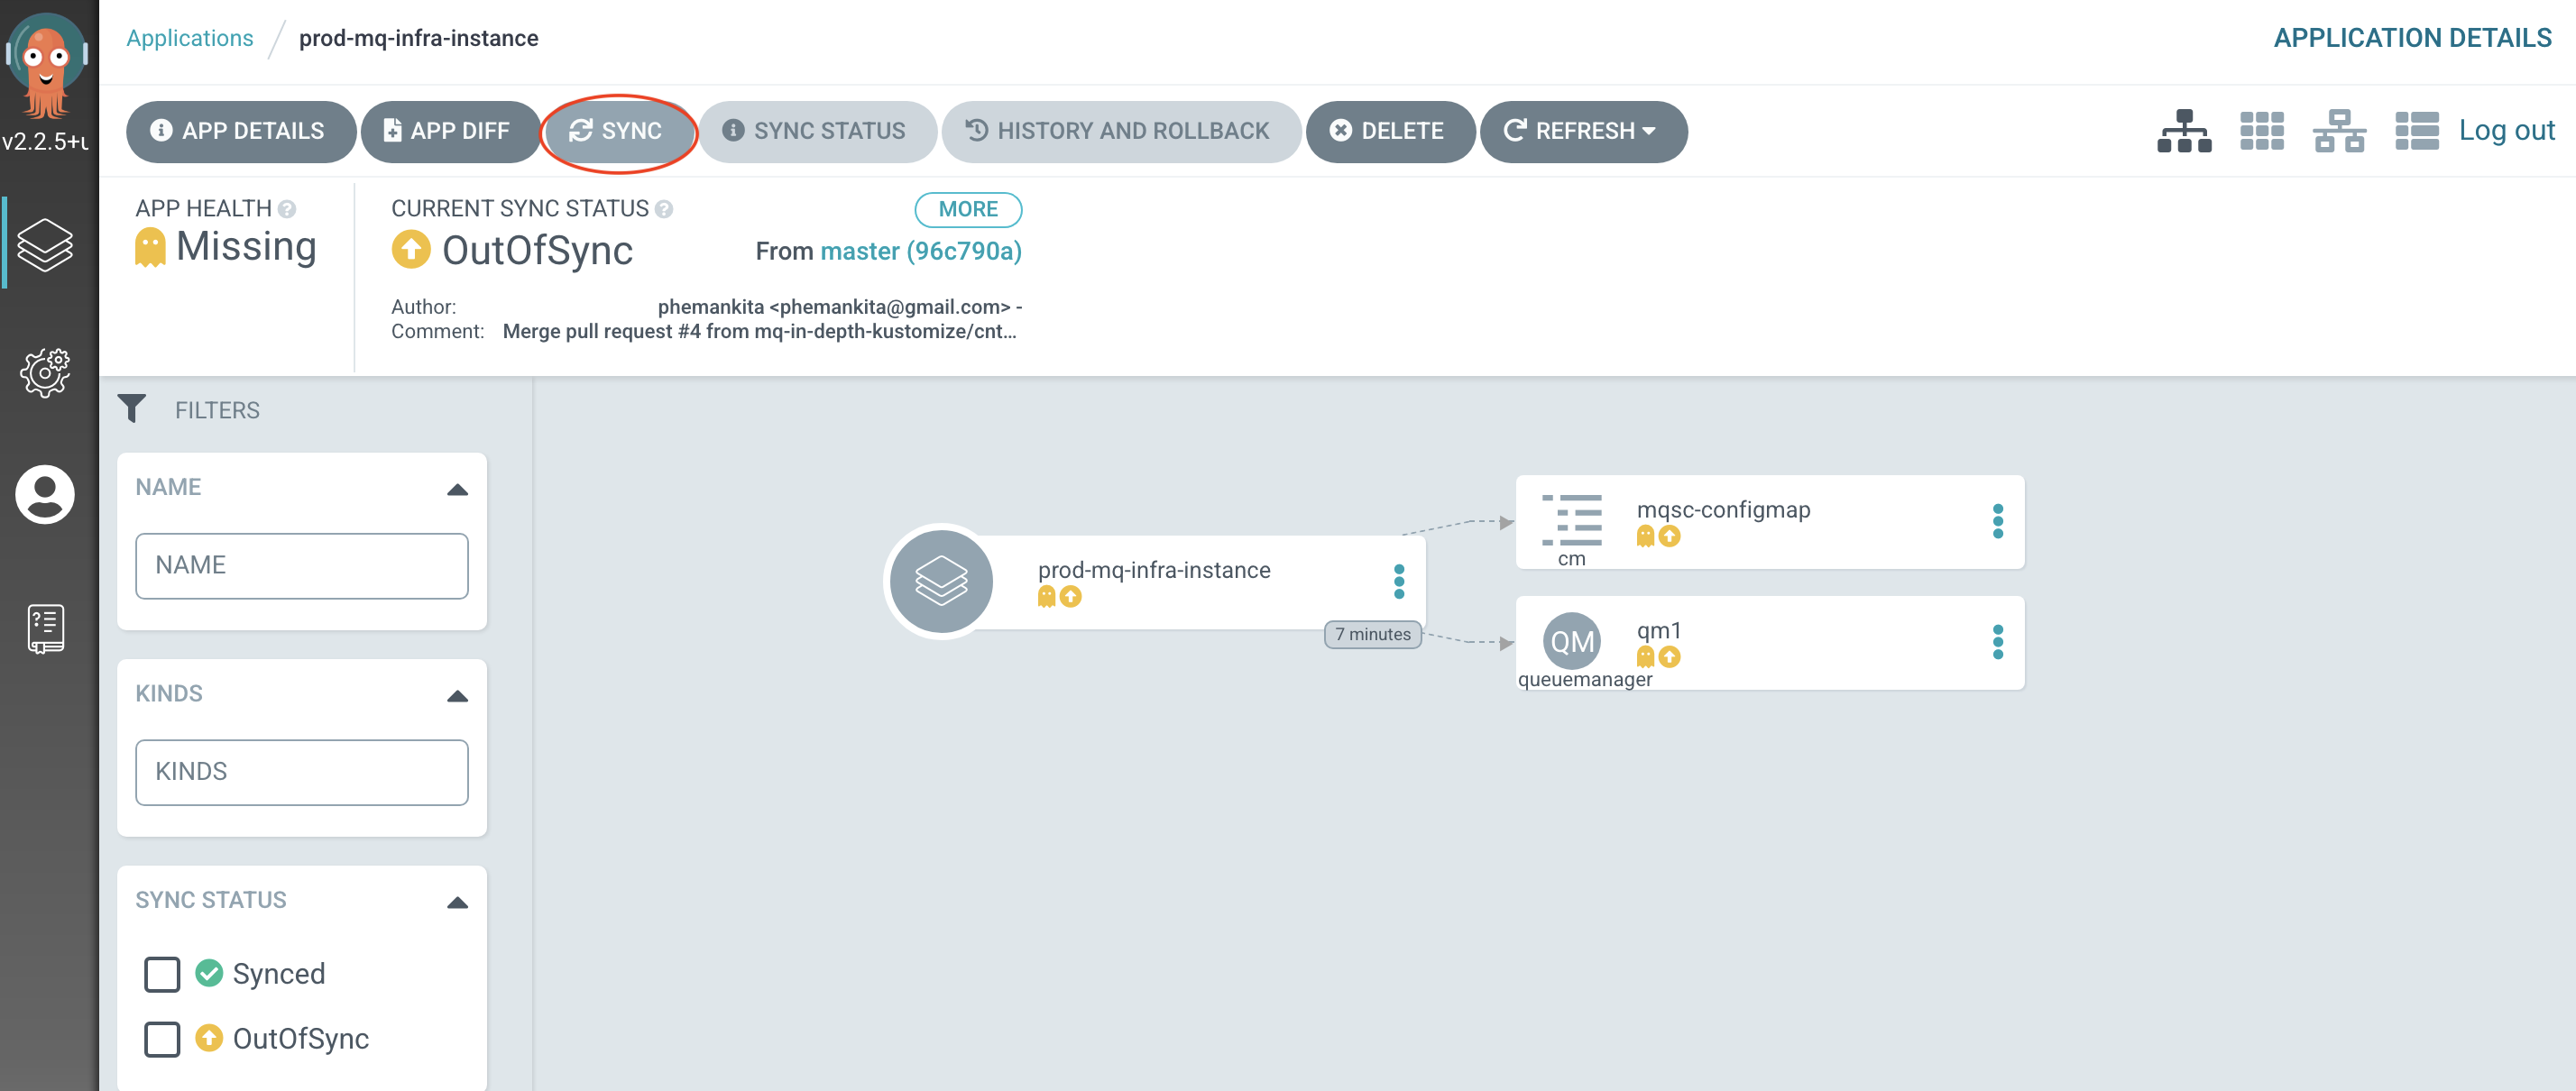 Applications / prod-mq-infra-instance
APPLICATION DETAILS
v2.2.5+u
APP DETAILS
APP DIFF
SYNC
SYNC STATUS
HISTORY AND ROLLBACK
DELETE
REFRESH
Log out
APP HEALTH
Missing
CURRENT SYNC STATUS
MORE
OutOfSync
From master (96c790a)
Author: phemankita <phemankita@gmail.com> -
Comment: Merge pull request #4 from mq-in-depth-kustomize/cnt...
FILTERS
NAME
NAME
KINDS
KINDS
SYNC STATUS
Synced
OutOfSync
prod-mq-infra-instance
7 minutes
mqsc-configmap
cm
QM
qm1
queuemanager